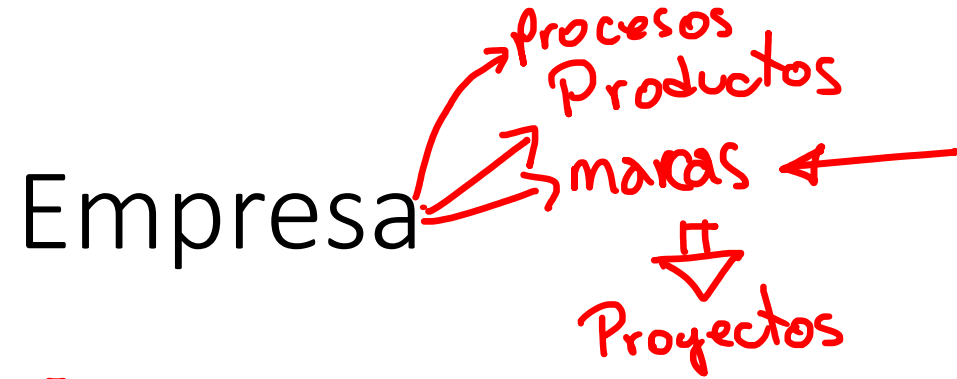 Procesos
Productos
marcas
Empresa
Proyectos